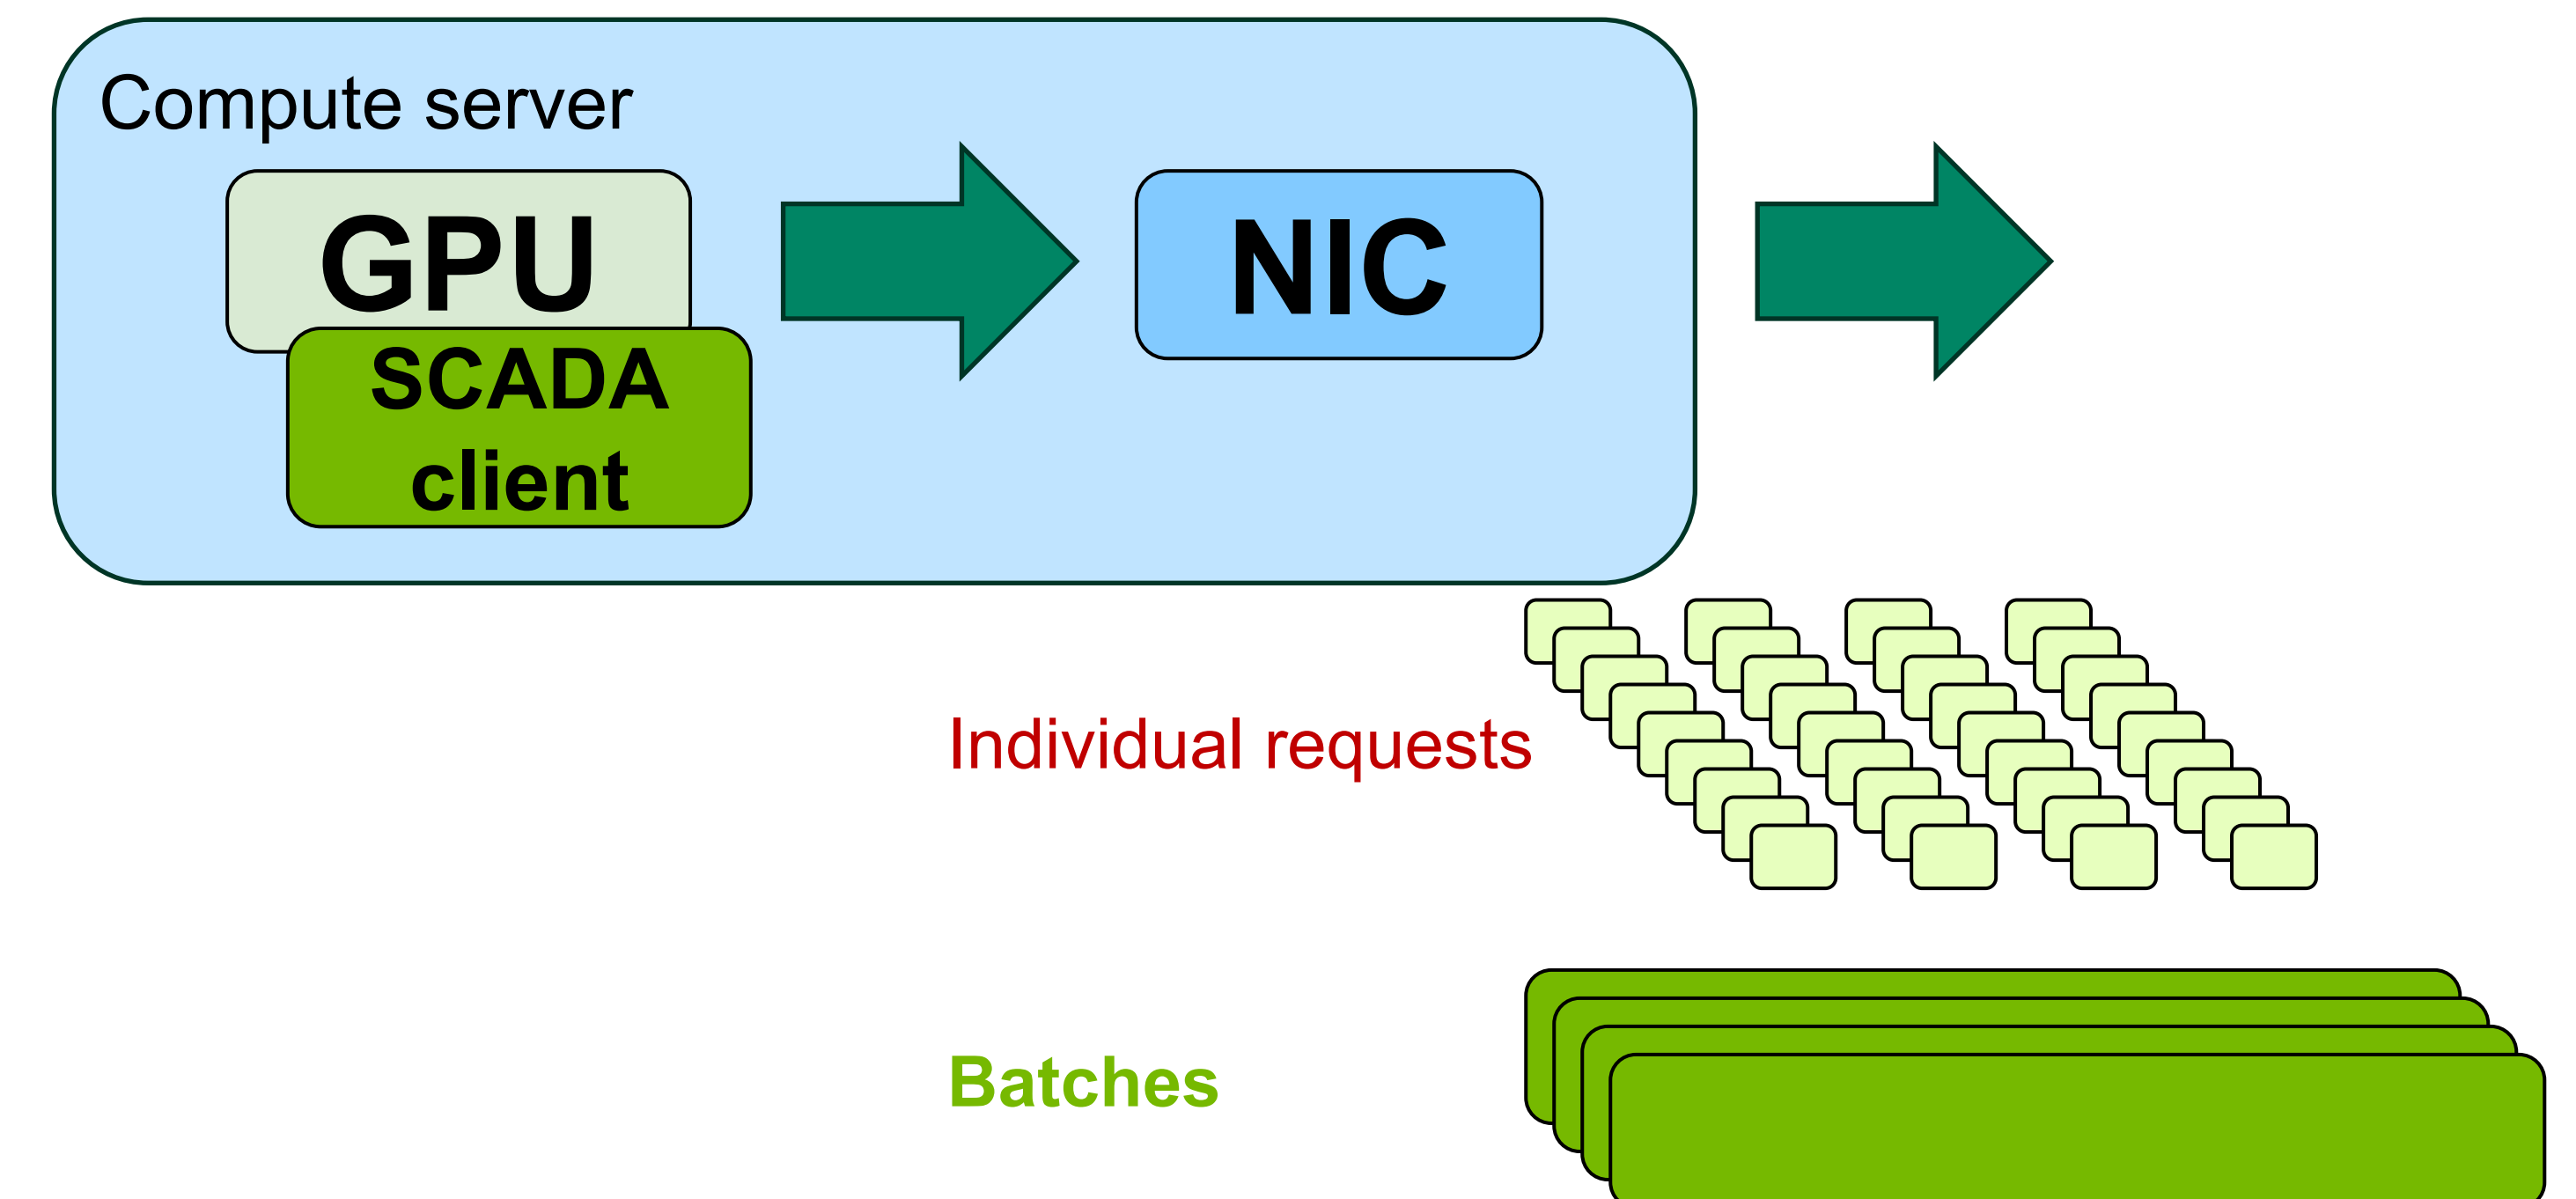 Compute server
GPU
NIC
SCADA
client
Individual requests
Batches